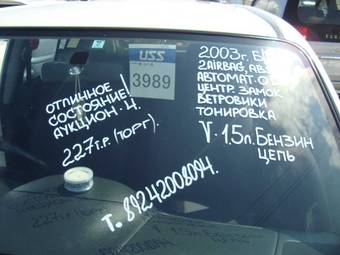 USS
3989
ОТЛИЧНОЕ
СОСТОЯНИЕ!
АУКЦИОН-4.
227 т.р. (ТОРГ).
2003г.
2AIRBAG, ABS
АВТОМАТ.
ЦЕНТР. ЗАМОК
ВЕТРОВИКИ
ТОНИРОВКА
V-1.5л. БЕНЗИН
ЦЕПЬ
Т. 89242008094.